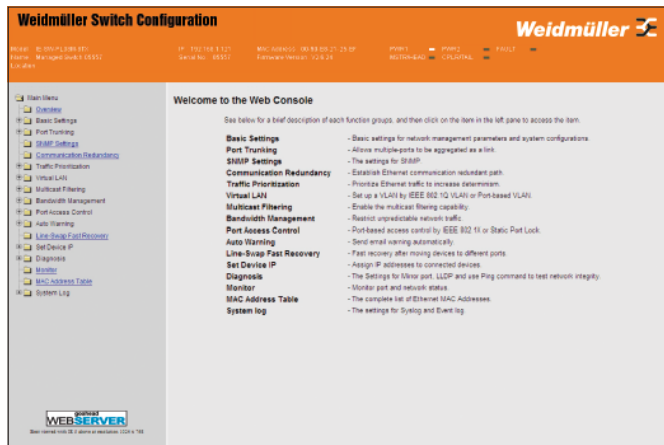 Weidmüller Switch Configuration
Weidmüller
IP 192.168.1.121
PWR1 PWR2 FAULT
Main Menu
Overview
Basic Settings
Port Trunking
SNMP Settings
Communication Redundancy
Traffic Prioritization
Virtual LAN
Multicast Filtering
Bandwidth Management
Port Access Control
Auto Warning
Line-Swap Fast Recovery
Set Device IP
Diagnosis
Monitor
MAC Address Table
System Log
Welcome to the Web Console
See below for a brief description of each function groups, and then click on the item in the left pane to access the item.
Basic Settings - Basic settings for network management parameters and system configurations.
Port Trunking - Allows multiple-ports to be aggregated as a link.
SNMP Settings - The settings for SNMP.
Communication Redundancy - Establish Ethernet communication redundant path.
Traffic Prioritization - Prioritize Ethernet traffic to increase determinism.
Virtual LAN - Set up a VLAN by IEEE 802.1Q VLAN or Port-based VLAN.
Multicast Filtering - Enable the multicast filtering capability.
Bandwidth Management - Restrict unpredictable network traffic.
Port Access Control - Port-based access control by IEEE 802.1X or Static Port Lock.
Auto Warning - Send email warning automatically.
Line-Swap Fast Recovery - Fast recovery after moving devices to different ports.
Set Device IP - Assign IP addresses to connected devices.
Diagnosis - The Settings for Mirror port, LLDP and use Ping command to test network integrity.
Monitor - Monitor port and network status.
MAC Address Table - The complete list of Ethernet MAC Addresses.
System log - The settings for Syslog and Event log.
goahead
WEBSERVER